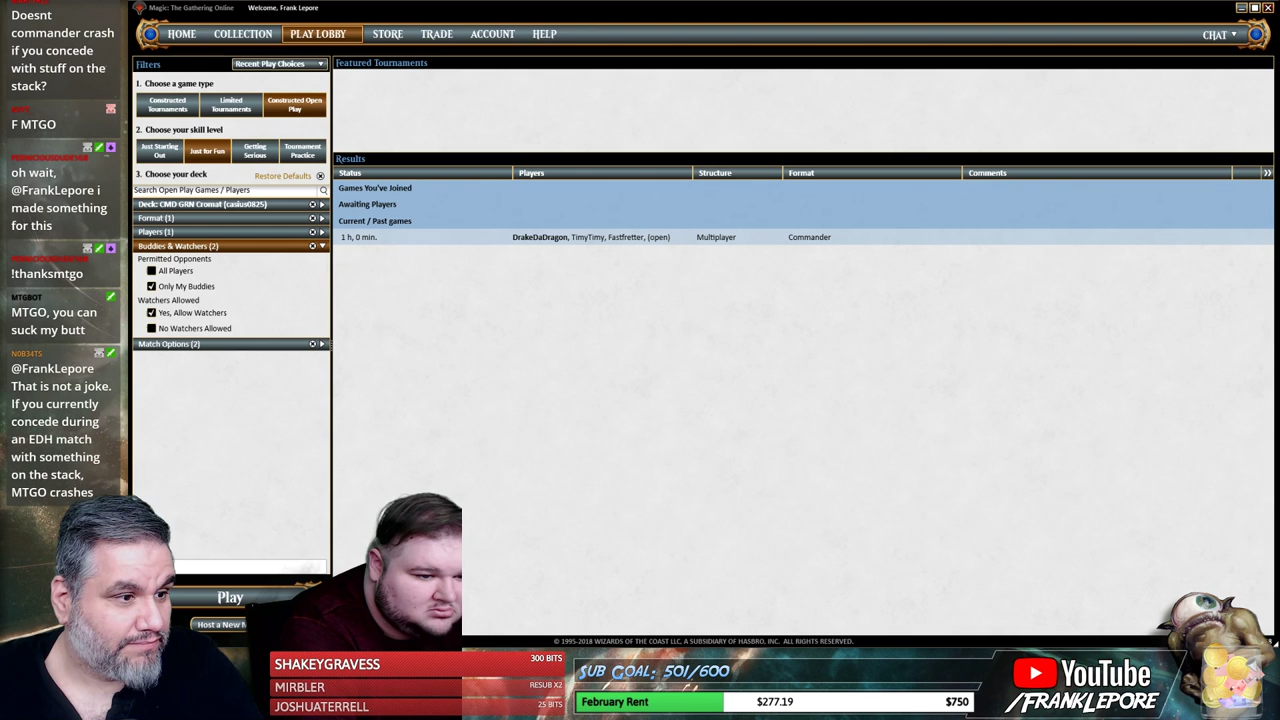 Magic: The Gathering Online Welcome, Frank Lepore
HOME COLLECTION PLAY LOBBY STORE TRADE ACCOUNT HELP CHAT
Doesnt
commander crash
if you concede
with stuff on the
stack?
F MTGO
oh wait,
@FrankLepore i
made something
for this
!thanksmtgo
MTGBOT
MTGO, you can
suck my butt
N0B34TS
@FrankLepore
That is not a joke.
If you currently
concede during
an EDH match
with something
on the stack,
MTGO crashes
Filters Recent Play Choices
1. Choose a game type
Constructed Tournaments Limited Tournaments Constructed Open Play
2. Choose your skill level
Just Starting Out Just for Fun Getting Serious Tournament Practice
3. Choose your deck Restore Defaults
Search Open Play Games / Players
Deck: CMD GRN Cromat (casius0825)
Format (1)
Players (1)
Buddies & Watchers (2)
Permitted Opponents
All Players
Only My Buddies
Watchers Allowed
Yes, Allow Watchers
No Watchers Allowed
Match Options (2)
Play
Host a New
Featured Tournaments
Results
Status Players Structure Format Comments
Games You've Joined
Awaiting Players
Current / Past games
1 h, 0 min. DrakeDaDragon, TimyTimy, Fastfretter, (open) Multiplayer Commander
© 1995-2018 WIZARDS OF THE COAST LLC, A SUBSIDIARY OF HASBRO, INC. ALL RIGHTS RESERVED.
SHAKEYGRAVESS 300 BITS
MIRBLER RESUB X2
JOSHUATERRELL 25 BITS
SUB GOAL: 501/600
February Rent $277.19 $750
YouTube
/FRANKLEPORE